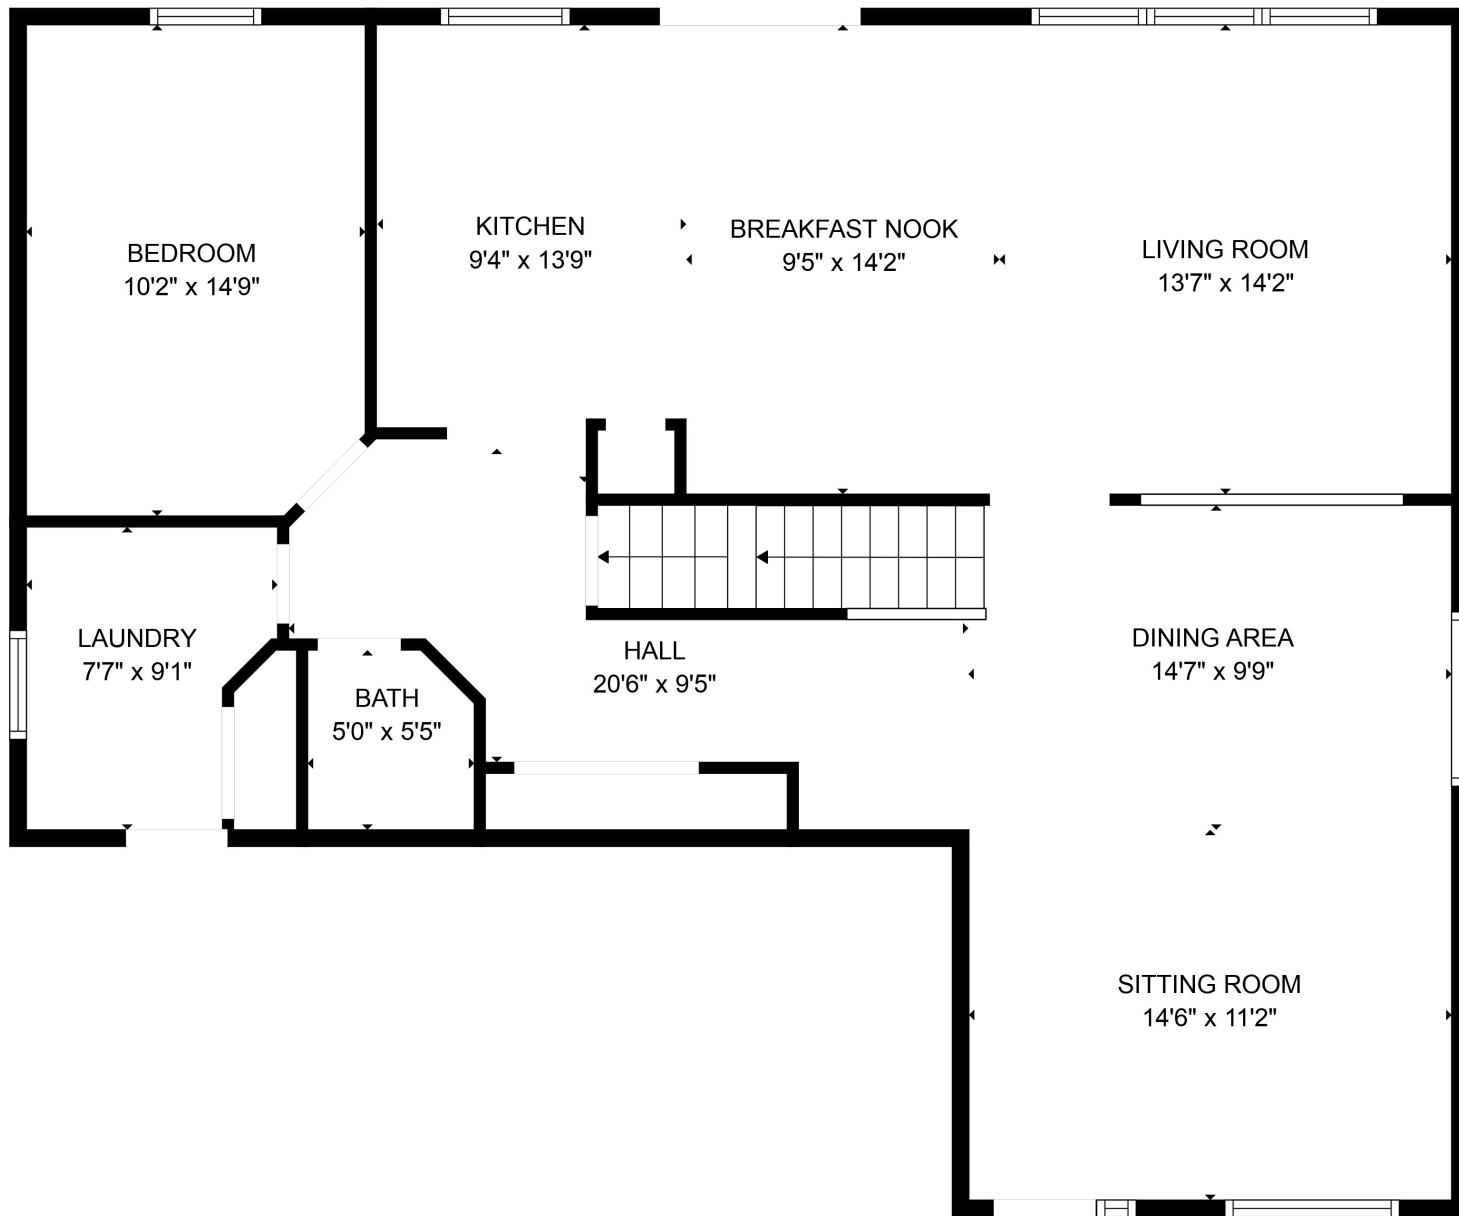 BEDROOM
10'2" x 14'9"
KITCHEN
9'4" x 13'9"
BREAKFAST NOOK
9'5" x 14'2"
LIVING ROOM
13'7" x 14'2"
LAUNDRY
7'7" x 9'1"
BATH
5'0" x 5'5"
HALL
20'6" x 9'5"
DINING AREA
14'7" x 9'9"
SITTING ROOM
14'6" x 11'2"